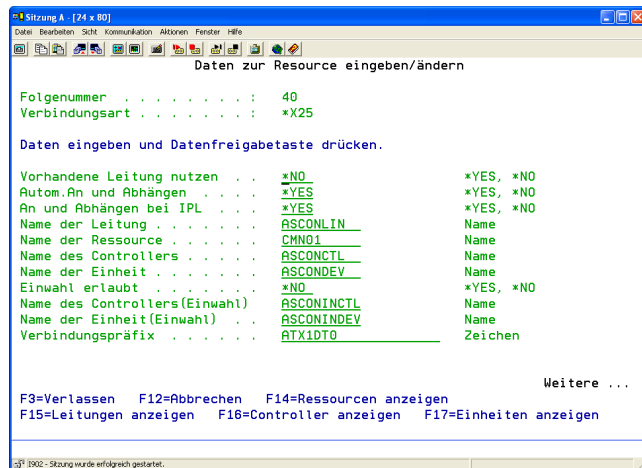 Sitzung A - [24 x 80]
Datei Bearbeiten Sicht Kommunikation Aktionen Fenster Hilfe
Daten zur Resource eingeben/ändern
Folgenummer . . . . . . . . : 40
Verbindungsart . . . . . . . : *X25
Daten eingeben und Datenfreigabetaste drücken.
Vorhandene Leitung nutzen . . *NO *YES, *NO
Autom.An und Abhängen . . . . *YES *YES, *NO
An und Abhängen bei IPL . . . *YES *YES, *NO
Name der Leitung . . . . . . . ASCONLIN Name
Name der Ressource . . . . . . CMN01 Name
Name des Controllers . . . . . ASCONCTL Name
Name der Einheit . . . . . . . ASCONDEV Name
Einwahl erlaubt . . . . . . . *NO *YES, *NO
Name des Controllers(Einwahl) ASCONINCTL Name
Name der Einheit(Einwahl) . . ASCONINDEV Name
Verbindungspräfix . . . . . . ATX1DT0 Zeichen
Weitere ...
F3=Verlassen F12=Abbrechen F14=Ressourcen anzeigen
F15=Leitungen anzeigen F16=Controller anzeigen F17=Einheiten anzeigen
I902 - Sitzung wurde erfolgreich gestartet.